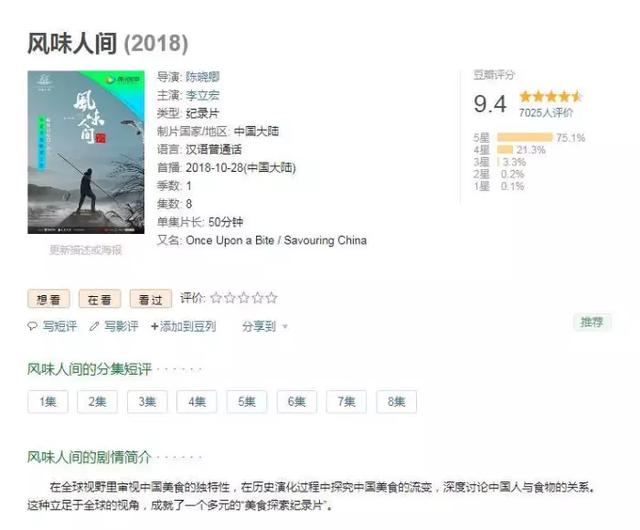 风味人间 (2018)
风味人间
更新描述或海报
导演: 陈晓卿
主演: 李立宏
类型: 纪录片
制片国家/地区: 中国大陆
语言: 汉语普通话
首播: 2018-10-28(中国大陆)
季数: 1
集数: 8
单集片长: 50分钟
又名: Once Upon a Bite / Savouring China
豆瓣评分
9.4
7025人评价
5星 75.1%
4星 21.3%
3星 3.3%
2星 0.2%
1星 0.1%
想看 在看 看过 评价:
写短评 写影评 +添加到豆列 分享到
推荐
风味人间的分集短评 · · · · · ·
1集 2集 3集 4集 5集 6集 7集 8集
风味人间的剧情简介 · · · · · ·
在全球视野里审视中国美食的独特性，在历史演化过程中探究中国美食的流变，深度讨论中国人与食物的关系。
这种立足于全球的视角，成就了一个多元的“美食探索纪录片”。